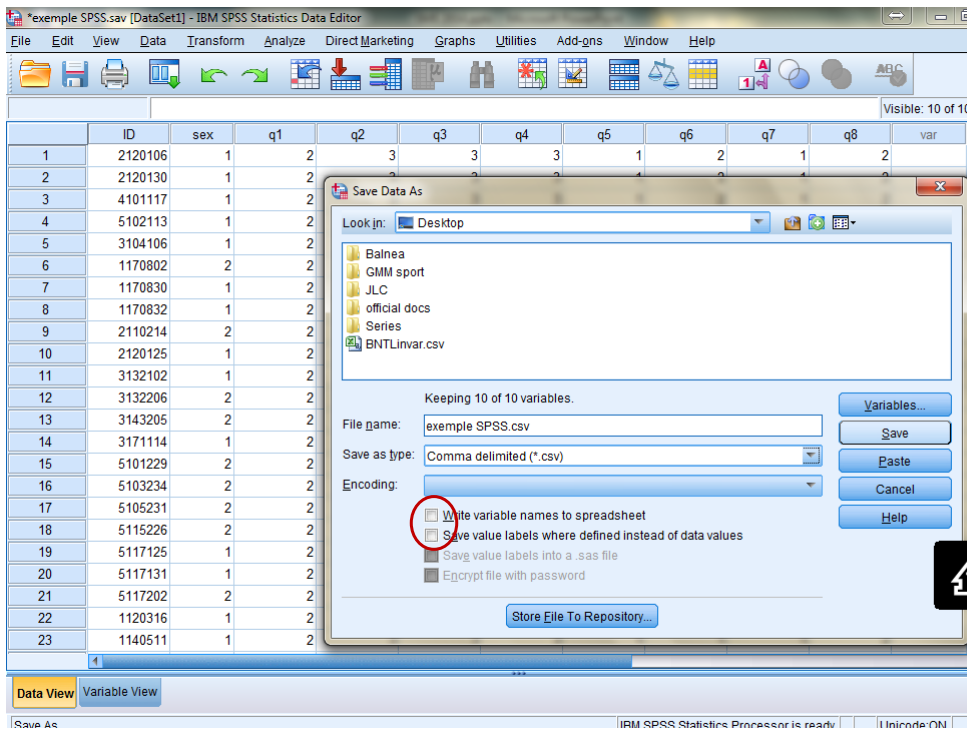 *exemple SPSS.sav [DataSet1] - IBM SPSS Statistics Data Editor
File Edit View Data Transform Analyze Direct Marketing Graphs Utilities Add-ons Window Help
Visible: 10 of 10
ID sex q1 q2 q3 q4 q5 q6 q7 q8 var
1 2120106 1 2 3 3 3 1 2 1 2
2 2120130 1 2
3 4101117 1 2
4 5102113 1 2
5 3104106 1 2
6 1170802 2 2
7 1170830 1 2
8 1170832 1 2
9 2110214 2 2
10 2120125 1 2
11 3132102 1 2
12 3132206 2 2
13 3143205 2 2
14 3171114 1 2
15 5101229 2 2
16 5103234 2 2
17 5105231 2 2
18 5115226 2 2
19 5117125 1 2
20 5117131 1 2
21 5117202 2 2
22 1120316 1 2
23 1140511 1 2
Save Data As
Look in: Desktop
Balnea
GMM sport
JLC
official docs
Series
BNTLinvar.csv
Keeping 10 of 10 variables.
Variables...
File name: exemple SPSS.csv
Save
Save as type: Comma delimited (*.csv)
Paste
Encoding:
Cancel
Write variable names to spreadsheet
Help
Save value labels where defined instead of data values
Save value labels into a .sas file
Encrypt file with password
Store File To Repository...
Data View Variable View
Save As
IBM SPSS Statistics Processor is ready
Unicode:ON